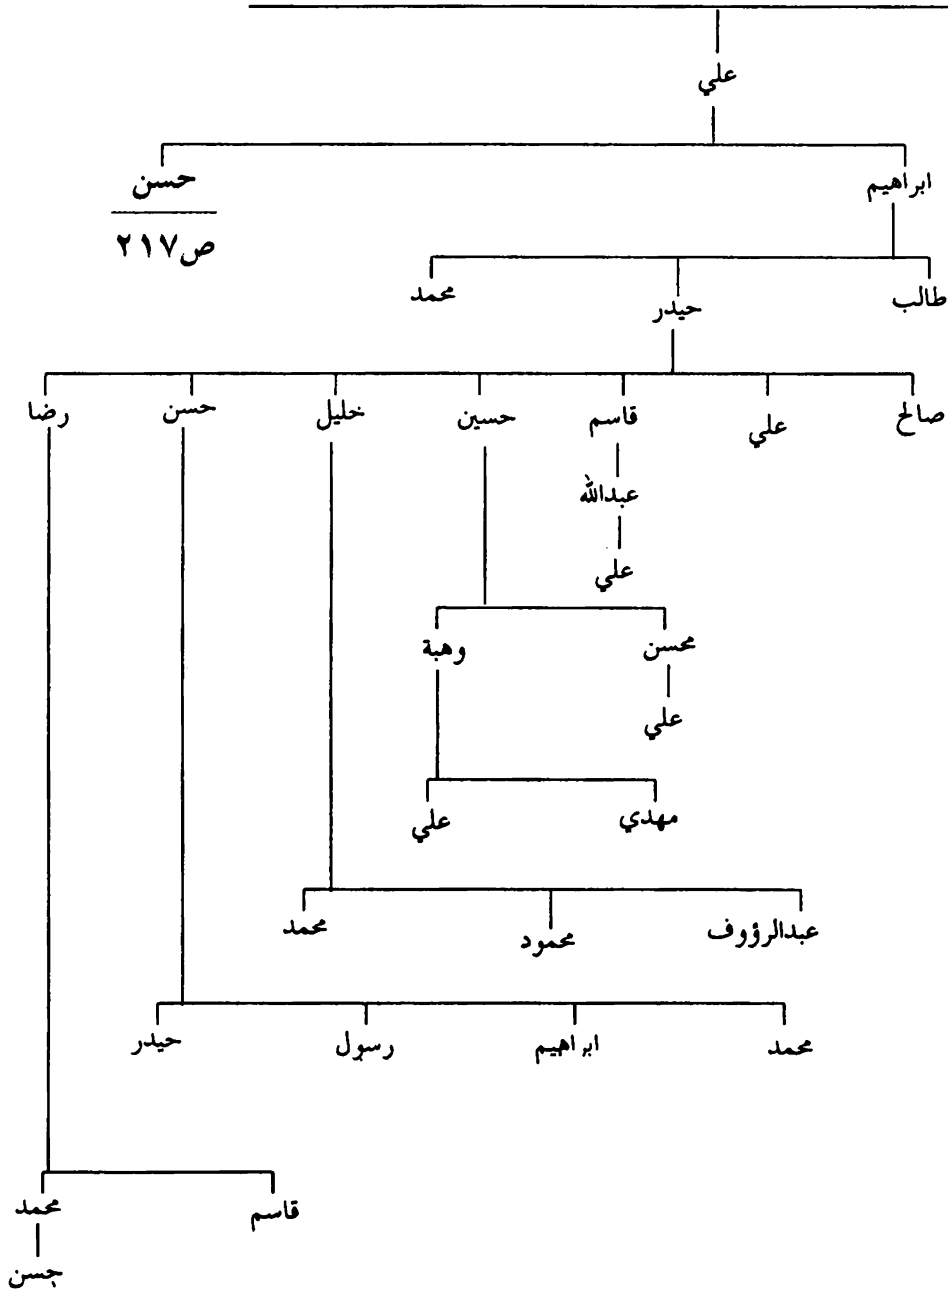 علي
ابراهيم حسن
ص٢١٧
طالب حيدر محمد
صالح علي قاسم حسين خليل حسن رضا
عبدالله
علي
محسن وهبة
علي
مهدي علي
عبدالرؤوف محمود محمد
محمد ابراهيم رسول حيدر
قاسم محمد
حسن